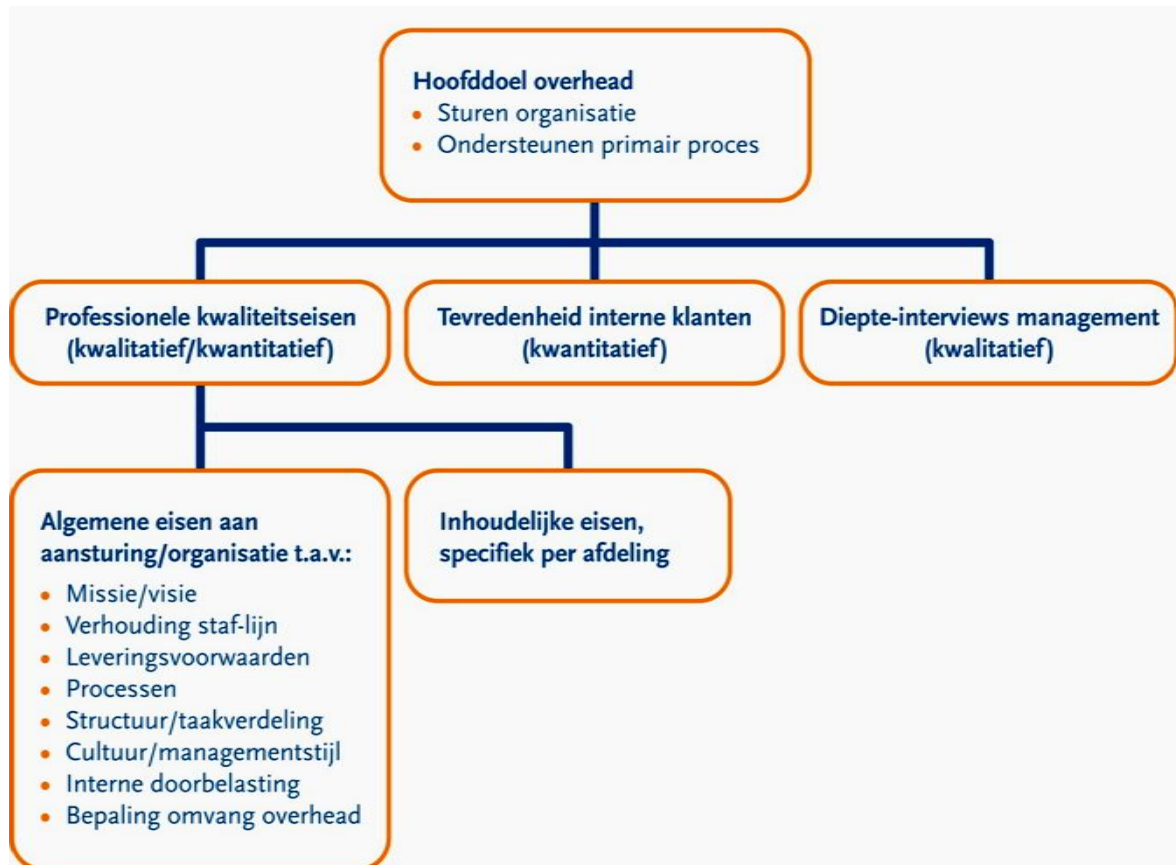 Hoofddoel overhead
• Sturen organisatie
• Ondersteunen primair proces
Professionele kwaliteitseisen
(kwalitatief/kwantitatief)
Tevredenheid interne klanten
(kwantitatief)
Diepte-interviews management
(kwalitatief)
Algemene eisen aan
aansturing/organisatie t.a.v.:
• Missie/visie
• Verhouding staf-lijn
• Leveringsvoorwaarden
• Processen
• Structuur/taakverdeling
• Cultuur/managementstijl
• Interne doorbelasting
• Bepaling omvang overhead
Inhoudelijke eisen,
specifiek per afdeling